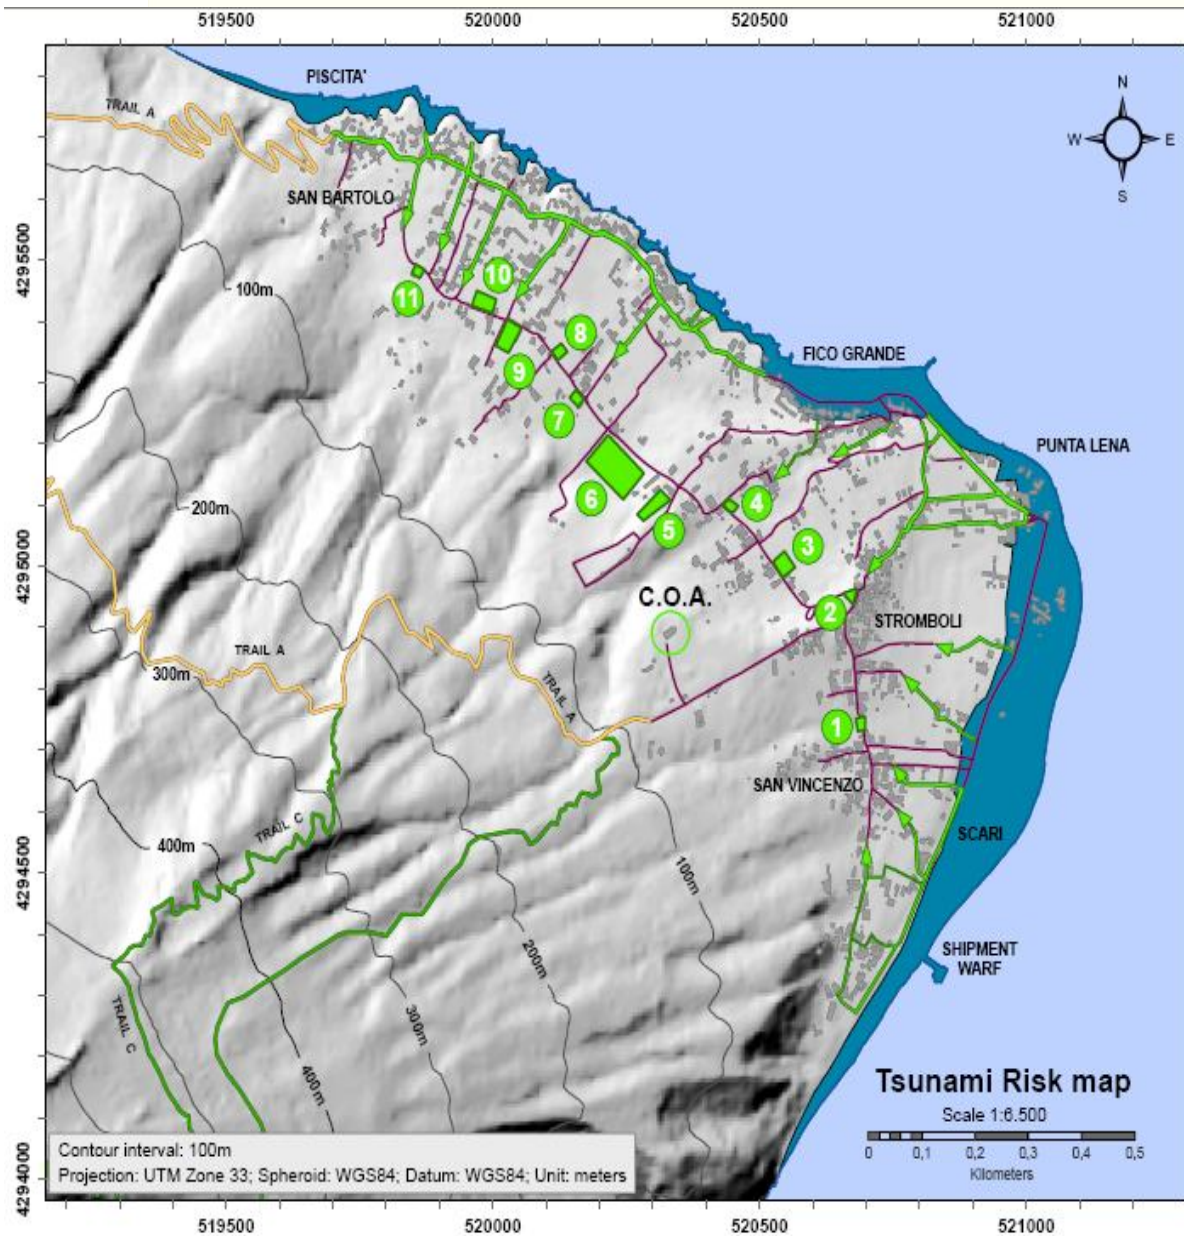 519500 520000 520500 521000
PISCITA'
TRAIL A
N
W E
S
SAN BARTOLO
4295500
100m
10
11
8
9
7
FICO GRANDE
PUNTA LENA
6
4
5
3
200m
4295000
C.O.A.
2
STROMBOLI
TRAIL A
300m
TRAIL A
1
SAN VINCENZO
TRAIL C
SCARI
400m
100m
4294500
200m
SHIPMENT
WARF
TRAIL C
300m
400m
Tsunami Risk map
Scale 1:6.500
0 0,1 0,2 0,3 0,4 0,5
Kilometers
Contour interval: 100m
Projection: UTM Zone 33; Spheroid: WGS84; Datum: WGS84; Unit: meters
4294000
519500 520000 520500 521000